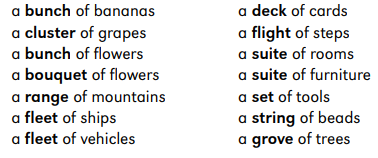 a bunch of bananas
a cluster of grapes
a bunch of flowers
a bouquet of flowers
a range of mountains
a fleet of ships
a fleet of vehicles
a deck of cards
a flight of steps
a suite of rooms
a suite of furniture
a set of tools
a string of beads
a grove of trees